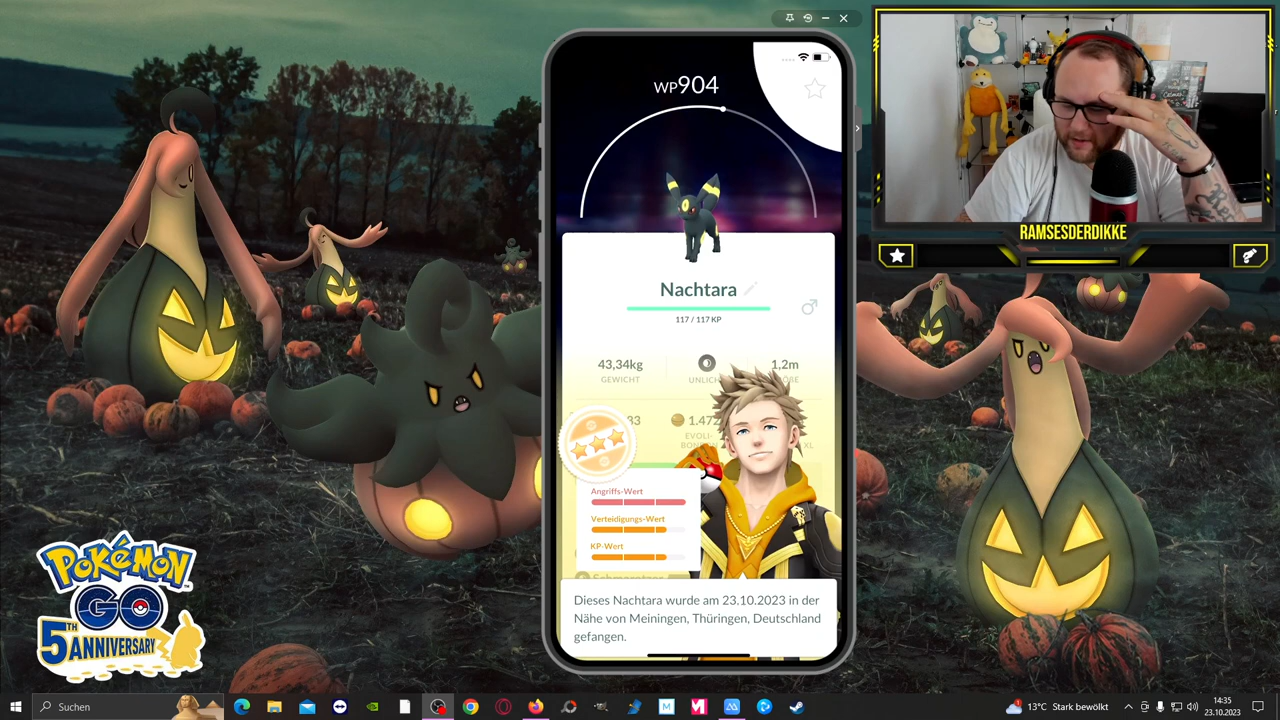 WP904
Nachtara
117 / 117 KP
43,34kg
GEWICHT
1,2m
1.472
Angriffs-Wert
Verteidigungs-Wert
KP-Wert
Dieses Nachtara wurde am 23.10.2023 in der
Nähe von Meiningen, Thüringen, Deutschland
gefangen.
RAMSESDERDIKKE
POKéMON
GO
5TH
ANNIVERSARY
Suchen
13°C Stark bewölkt
14:35
23.10.2023